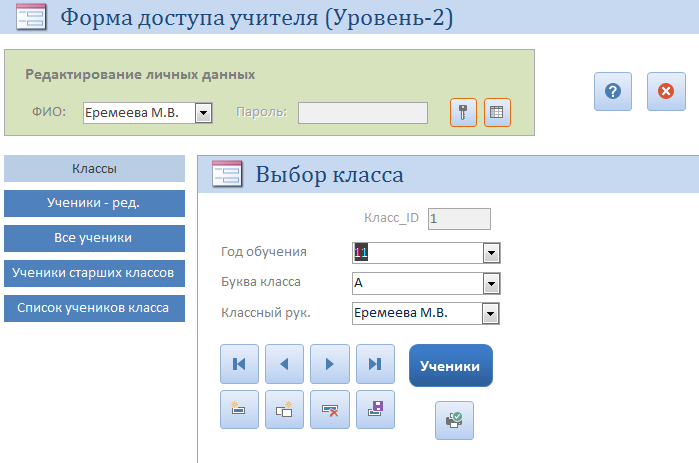 Форма доступа учителя (Уровень-2)
Редактирование личных данных
ФИО: Еремеева М.В. Пароль:
?
Классы
Ученики - ред.
Все ученики
Ученики старших классов
Список учеников класса
Выбор класса
Класс_ID 1
Год обучения 11
Буква класса А
Классный рук. Еремеева М.В.
Ученики